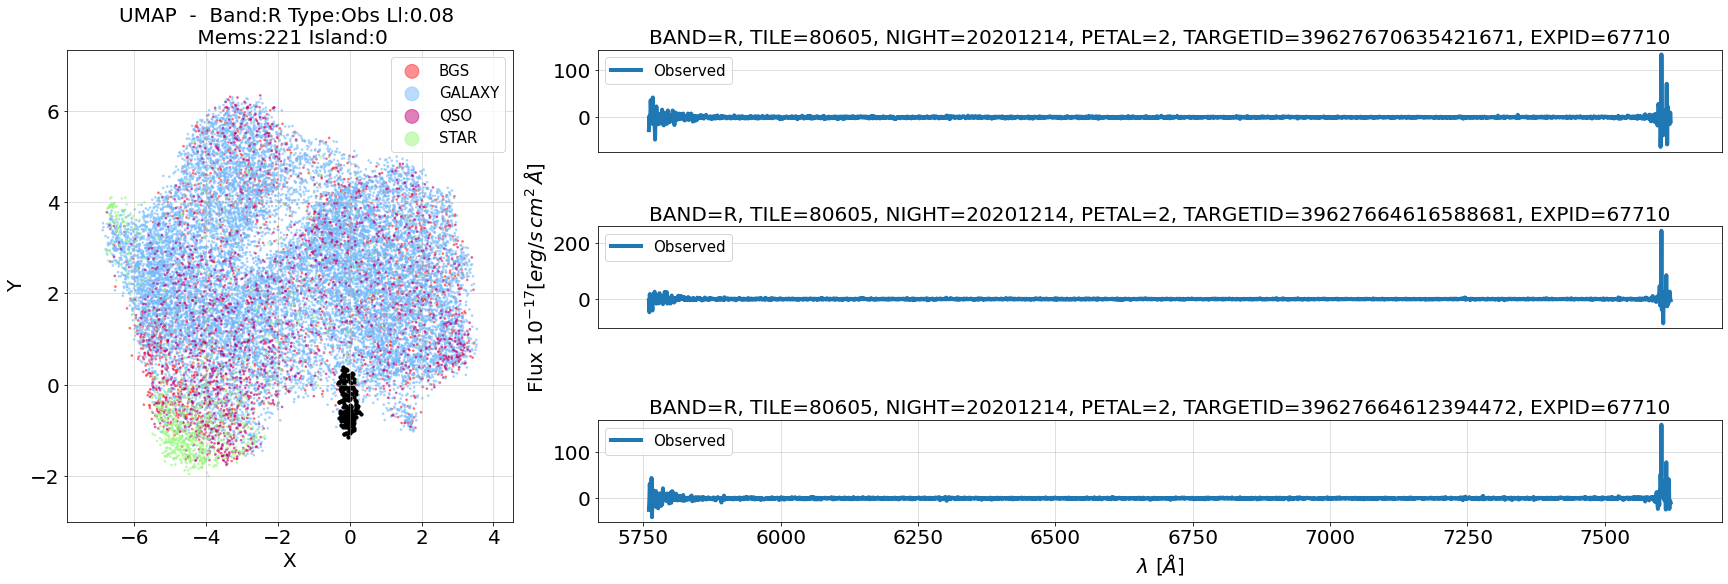 UMAP  -  Band:R Type:Obs Ll:0.08
Mems:221 Island:0
BGS
GALAXY
QSO
STAR
6
4
2
0
−2
Y
−6
−4
−2
0
2
4
X
BAND=R, TILE=80605, NIGHT=20201214, PETAL=2, TARGETID=39627670635421671, EXPID=67710
Observed
100
0
BAND=R, TILE=80605, NIGHT=20201214, PETAL=2, TARGETID=39627664616588681, EXPID=67710
Observed
200
0
Flux 10⁻¹⁷[erg/s cm² Å]
BAND=R, TILE=80605, NIGHT=20201214, PETAL=2, TARGETID=39627664612394472, EXPID=67710
Observed
100
0
5750
6000
6250
6500
6750
7000
7250
7500
λ [Å]